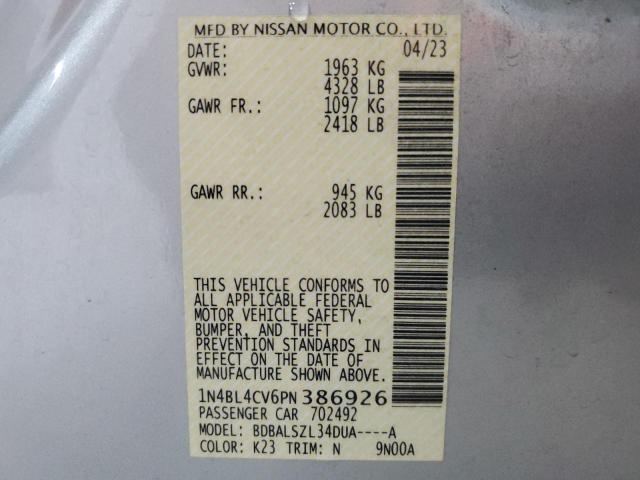 MFD BY NISSAN MOTOR CO., LTD.
DATE: 04/23
GVWR: 1963 KG
4328 LB
GAWR FR.: 1097 KG
2418 LB
GAWR RR.: 945 KG
2083 LB
THIS VEHICLE CONFORMS TO
ALL APPLICABLE FEDERAL
MOTOR VEHICLE SAFETY,
BUMPER, AND THEFT
PREVENTION STANDARDS IN
EFFECT ON THE DATE OF
MANUFACTURE SHOWN ABOVE.
1N4BL4CV6PN386926
PASSENGER CAR 702492
MODEL: BDBALSZL34DUA----A
COLOR: K23 TRIM: N 9N00A